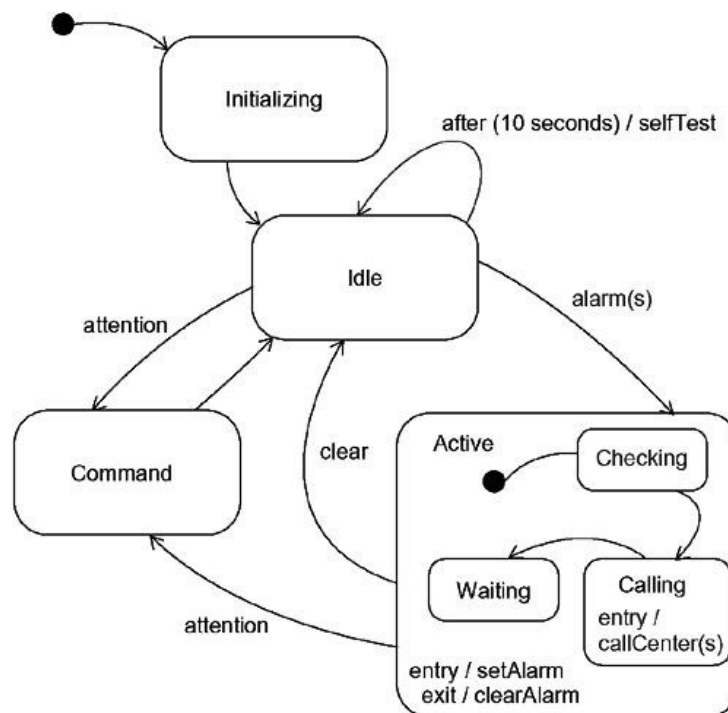 Initializing
after (10 seconds) / selfTest
Idle
attention
alarm(s)
Command
clear
Active
Checking
Waiting
Calling
entry /
callCenter(s)
attention
entry / setAlarm
exit / clearAlarm